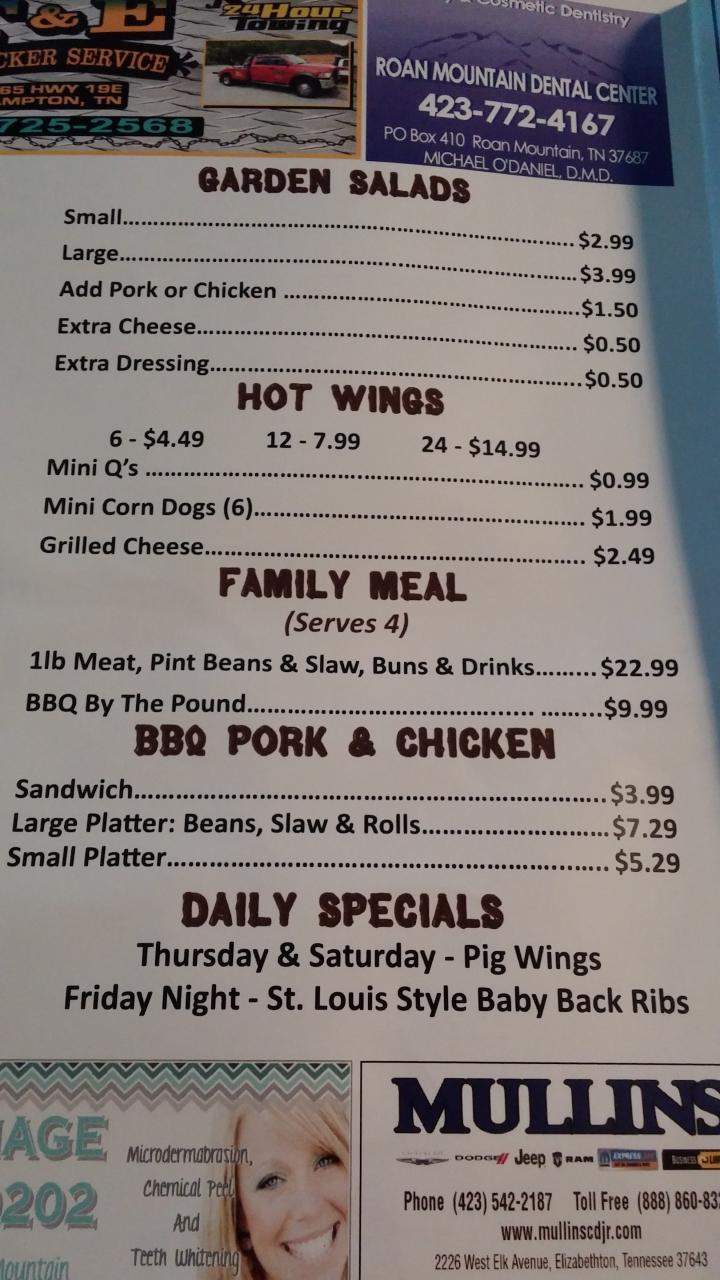 & E
24Hour
Towing
CKER SERVICE
65 HWY 19E
AMPTON, TN
725-2568
& Cosmetic Dentistry
ROAN MOUNTAIN DENTAL CENTER
423-772-4167
PO Box 410 Roan Mountain, TN 37687
MICHAEL O'DANIEL, D.M.D.
GARDEN SALADS
Small.................................................. $2.99
Large.................................................. $3.99
Add Pork or Chicken .................................................. $1.50
Extra Cheese.................................................. $0.50
Extra Dressing.................................................. $0.50
HOT WINGS
6 - $4.49 12 - 7.99 24 - $14.99
Mini Q's .................................................. $0.99
Mini Corn Dogs (6).................................................. $1.99
Grilled Cheese.................................................. $2.49
FAMILY MEAL
(Serves 4)
1lb Meat, Pint Beans & Slaw, Buns & Drinks.........$22.99
BBQ By The Pound........................................ .........$9.99
BBQ PORK & CHICKEN
Sandwich..................................................$3.99
Large Platter: Beans, Slaw & Rolls..........................$7.29
Small Platter.................................................. $5.29
DAILY SPECIALS
Thursday & Saturday - Pig Wings
Friday Night - St. Louis Style Baby Back Ribs
AGE
202
Mountain
Microdermabrasion,
Chemical Peel
And
Teeth Whitening
MULLINS
DODGE Jeep RAM EXPRESS BUSINESS LINK
Phone (423) 542-2187 Toll Free (888) 860-83
www.mullinscdjr.com
2226 West Elk Avenue, Elizabethton, Tennessee 37643